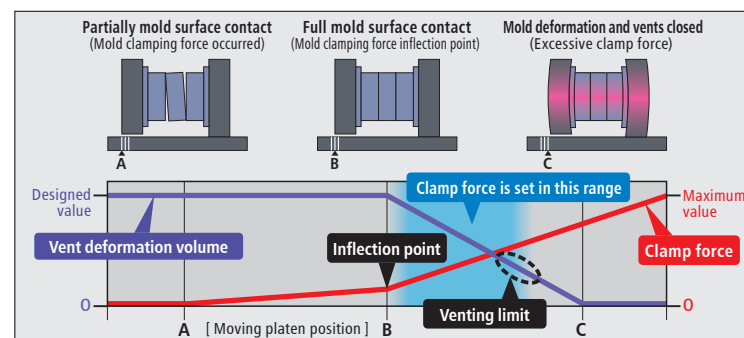 Partially mold surface contact
(Mold clamping force occurred)
Full mold surface contact
(Mold clamping force inflection point)
Mold deformation and vents closed
(Excessive clamp force)
A
B
C
Designed
value
Clamp force is set in this range
Maximum
value
Vent deformation volume
Inflection point
Clamp force
Venting limit
O
O
A
[ Moving platen position ]
B
C